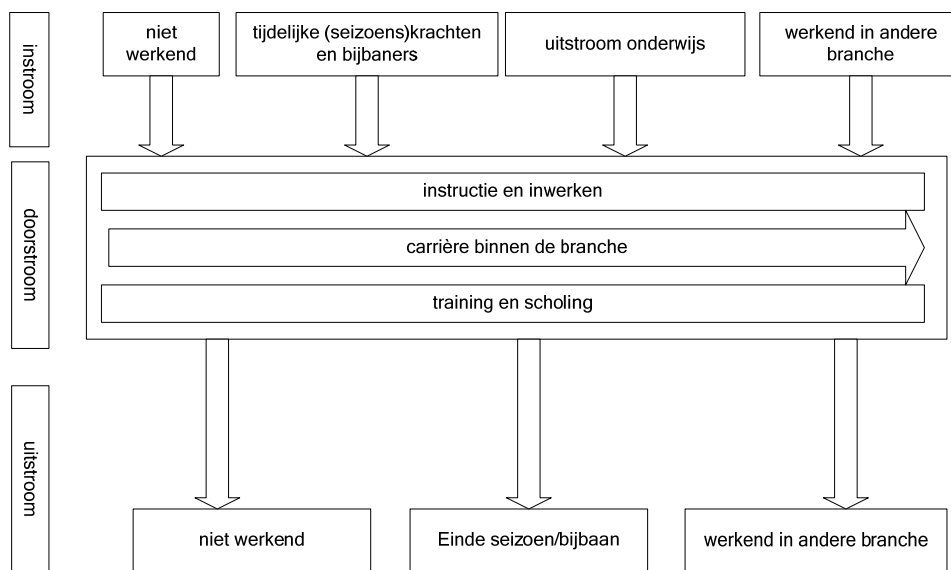 instroom
niet
werkend
tijdelijke (seizoens)krachten
en bijbaners
uitstroom onderwijs
werkend in andere
branche
doorstroom
instructie en inwerken
carrière binnen de branche
training en scholing
uitstroom
niet werkend
Einde seizoen/bijbaan
werkend in andere branche